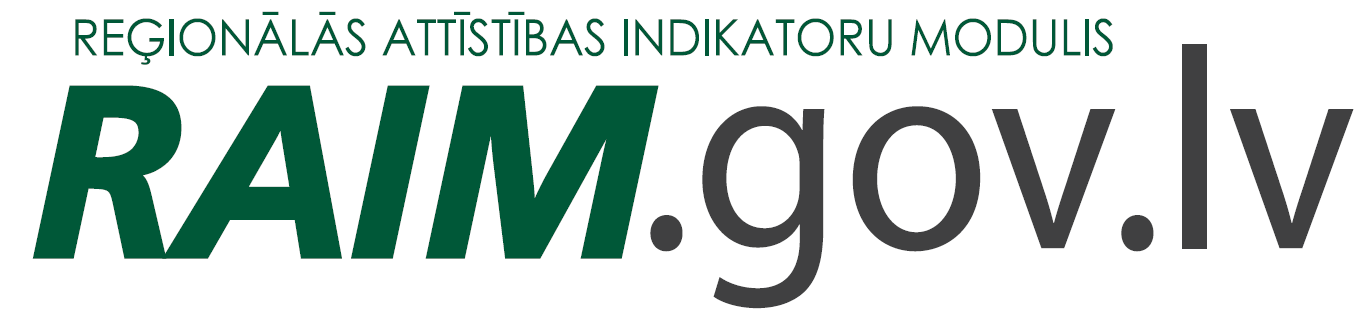 REĢIONĀLĀS ATTĪSTĪBAS INDIKATORU MODULIS
RAIM.gov.lv